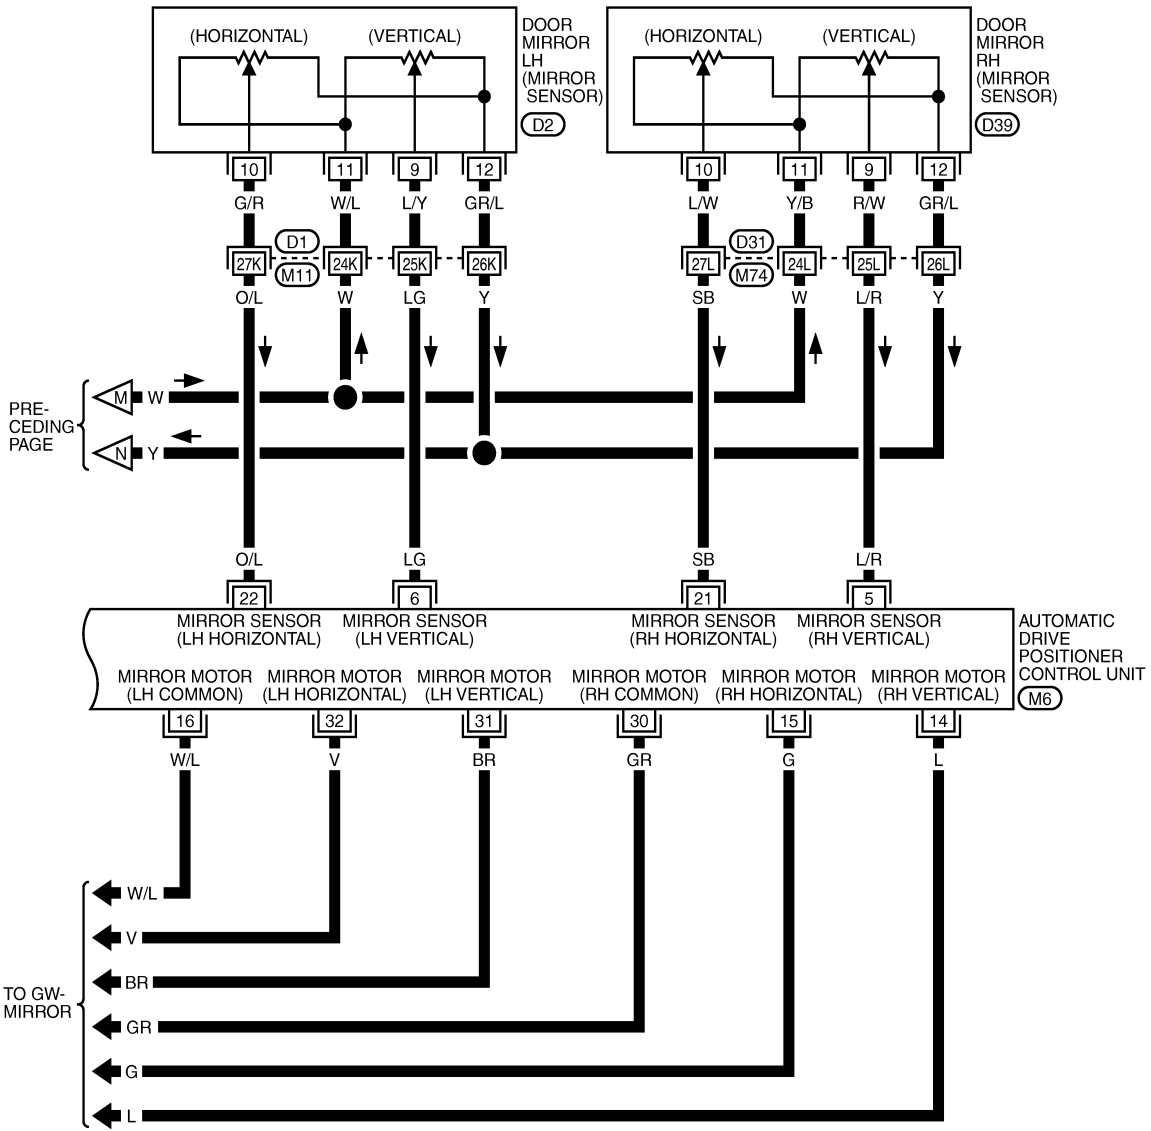 (HORIZONTAL) (VERTICAL)
DOOR
MIRROR
LH
(MIRROR
SENSOR)
D2
(HORIZONTAL) (VERTICAL)
DOOR
MIRROR
RH
(MIRROR
SENSOR)
D39
10 11 9 12 10 11 9 12
G/R W/L L/Y GR/L L/W Y/B R/W GR/L
D1 D31
27K 24K 25K 26K 27L 24L 25L 26L
M11 M74
O/L W LG Y SB W L/R Y
PRE-
CEDING
PAGE
M W
N Y
O/L LG SB L/R
22 6 21 5
MIRROR SENSOR
(LH HORIZONTAL)
MIRROR SENSOR
(LH VERTICAL)
MIRROR SENSOR
(RH HORIZONTAL)
MIRROR SENSOR
(RH VERTICAL)
AUTOMATIC
DRIVE
POSITIONER
CONTROL UNIT
M6
MIRROR MOTOR
(LH COMMON)
MIRROR MOTOR
(LH HORIZONTAL)
MIRROR MOTOR
(LH VERTICAL)
MIRROR MOTOR
(RH COMMON)
MIRROR MOTOR
(RH HORIZONTAL)
MIRROR MOTOR
(RH VERTICAL)
16 32 31 30 15 14
W/L V BR GR G L
TO GW-
MIRROR
W/L
V
BR
GR
G
L